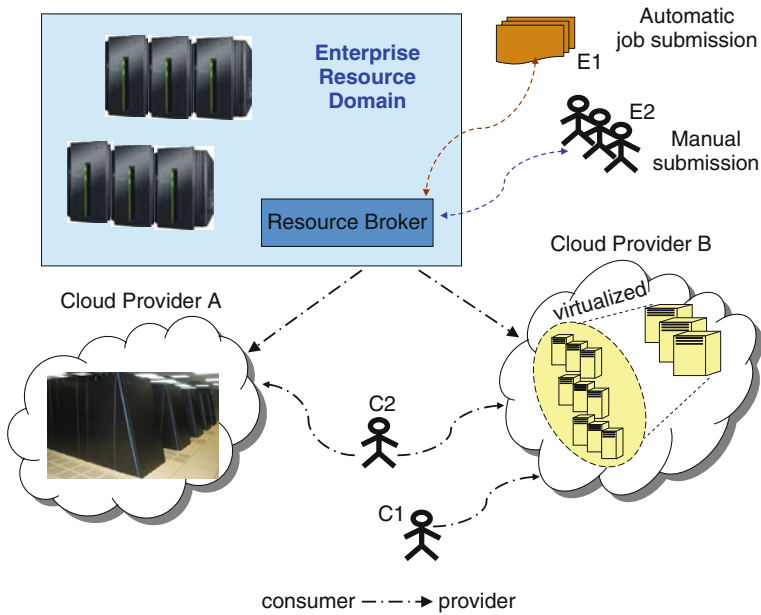 Automatic
job submission
E1
Enterprise
Resource
Domain
E2
Manual
submission
Resource Broker
Cloud Provider B
Cloud Provider A
virtualized
C2
C1
consumer
provider